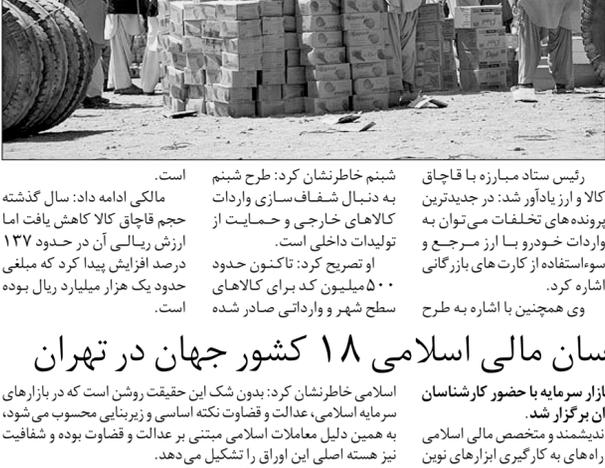 رئیس ستاد مبارزه با قاچاق
کالا و ارز یادآور شد: در جدیدترین
پرونده‌های تخلفات می‌توان به
واردات خودرو با ارز مرجع و
سوءاستفاده از کارت های بازرگانی
اشاره کرد.
وی همچنین با اشاره به طرح
شبنم خاطرنشان کرد: طرح شبنم
به دنبال شفاف‌سازی واردات
کالاهای خارجی و حمایت از
تولیدات داخلی است.
او تصریح کرد: تاکنون حدود
۵۰۰ میلیون کد برای کالاهای
سطح شهر و وارداتی صادر شده
است.
مالکی ادامه داد: سال گذشته
حجم قاچاق کالا کاهش یافت اما
ارزش ریالی آن در حدود ۱۳۷
درصد افزایش پیدا کرد که مبلغی
حدود یک هزار میلیارد ریال بوده
است.
مالی اسلامی ۱۸ کشور جهان در تهران
بازار سرمایه با حضور کارشناسان
برگزار شد.
اندیشمند و متخصص مالی اسلامی
راه‌های به کارگیری ابزارهای نوین
اسلامی خاطرنشان کرد: بدون شک این حقیقت روشن است که در بازارهای
سرمایه اسلامی، عدالت و قضاوت نکته اساسی و زیربنایی محسوب می‌شود،
به همین دلیل معاملات اسلامی مبتنی بر عدالت و قضاوت بوده و شفافیت
نیز هسته اصلی این اوراق را تشکیل می‌دهد.